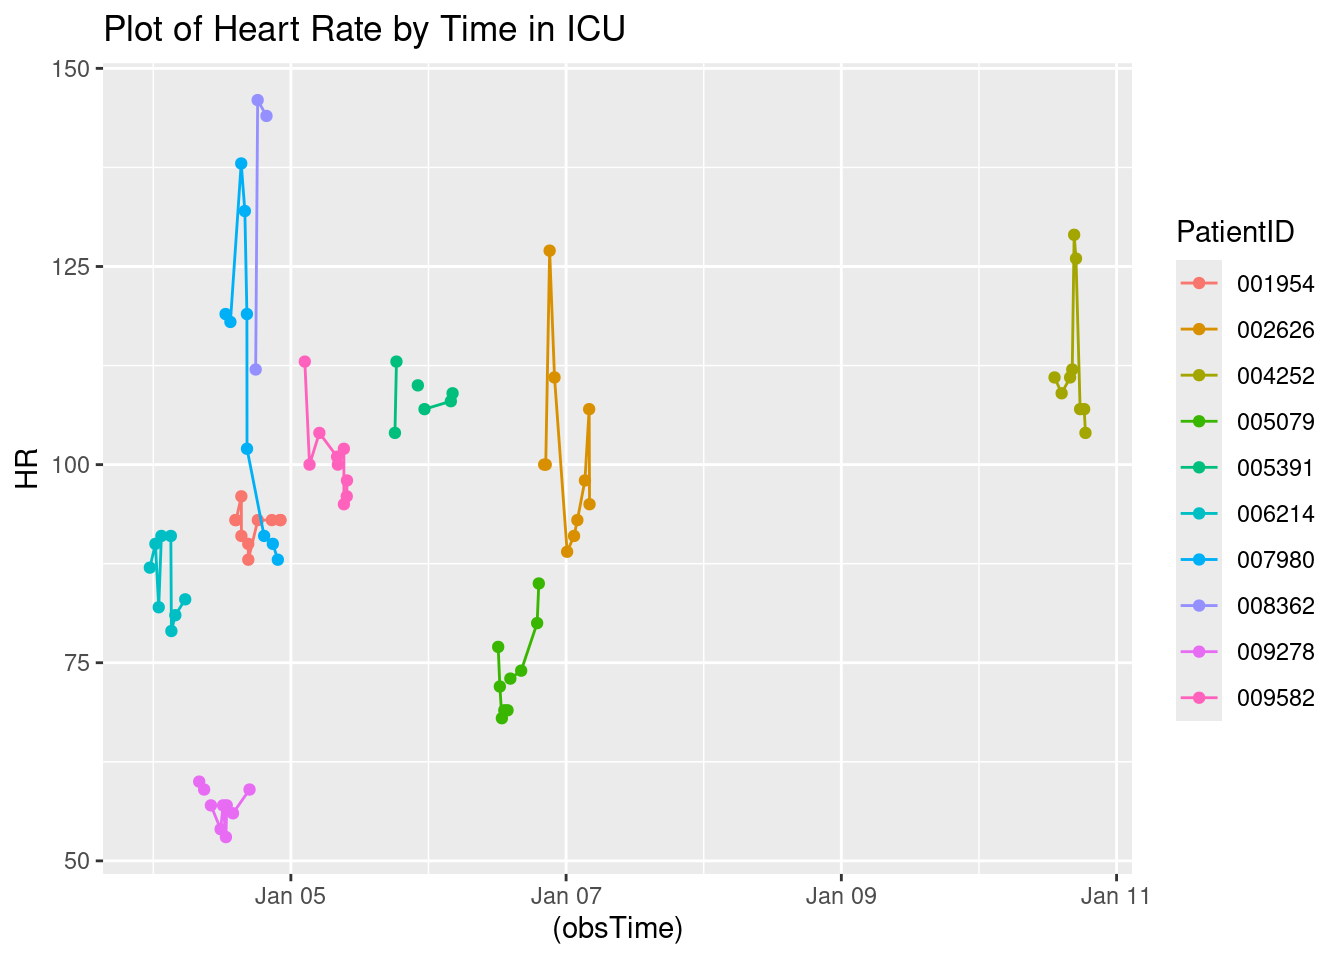 Plot of Heart Rate by Time in ICU
150
125
100
75
50
HR
Jan 05
Jan 07
Jan 09
Jan 11
(obsTime)
PatientID
001954
002626
004252
005079
005391
006214
007980
008362
009278
009582